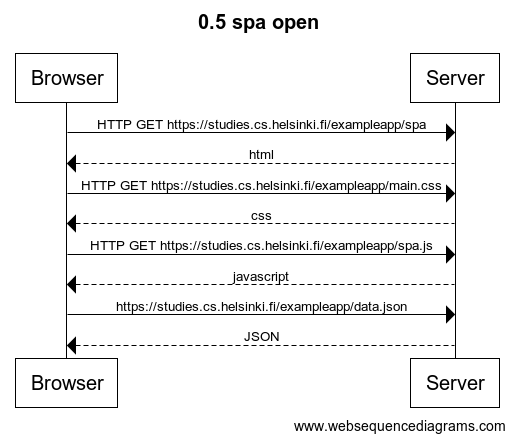 0.5 spa open
Browser Server
HTTP GET https://studies.cs.helsinki.fi/exampleapp/spa
html
HTTP GET https://studies.cs.helsinki.fi/exampleapp/main.css
css
HTTP GET https://studies.cs.helsinki.fi/exampleapp/spa.js
javascript
https://studies.cs.helsinki.fi/exampleapp/data.json
JSON
Browser Server
www.websequencediagrams.com